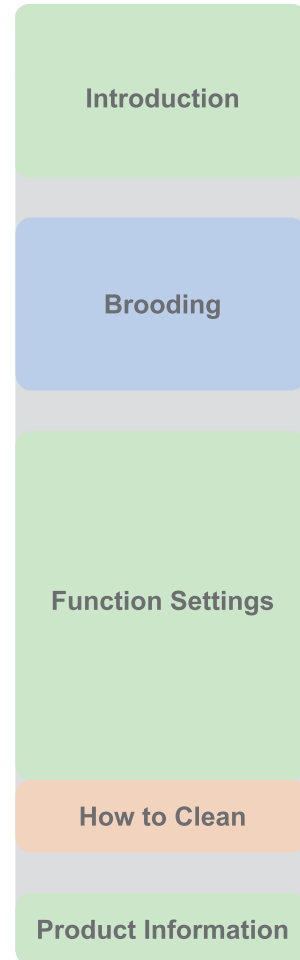 Introduction
Brooding
Function Settings
How to Clean
Product Information